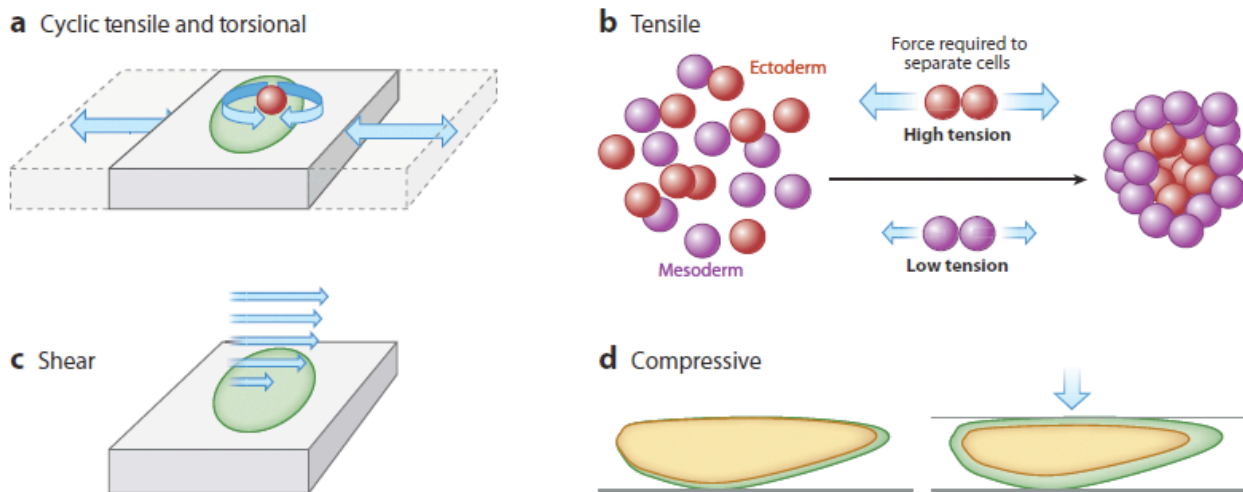 a Cyclic tensile and torsional
b Tensile
Ectoderm
Force required to
separate cells
High tension
Low tension
Mesoderm
c Shear
d Compressive